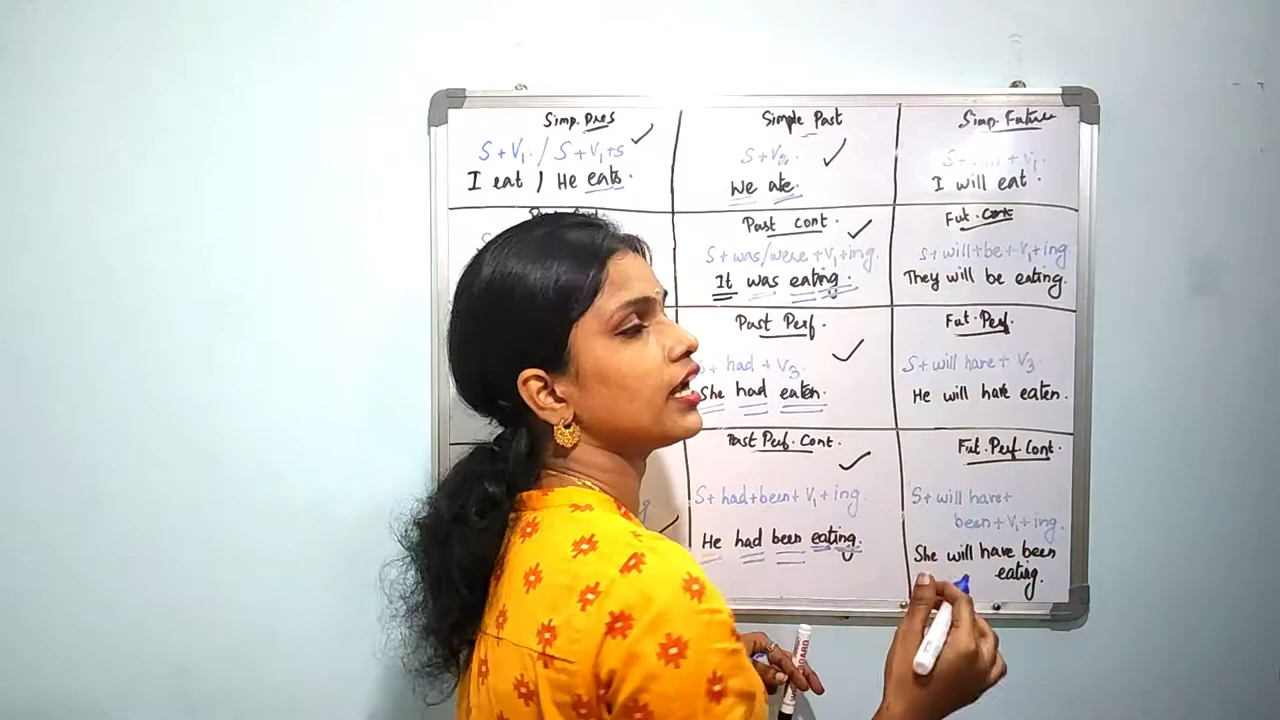 Simp. Pres
S + V1. / S + V1 + s
I eat / He eats.
Simple Past
S + V2.
We ate.
Simp. Future
S + + V1.
I will eat.
Past cont
S + was/were + V1 + ing.
It was eating.
Fut. Cont
S + will + be + V1 + ing.
They will be eating.
Past Perf.
S + had + V3
She had eaten.
Fut. Perf.
S + will have + V3.
He will have eaten.
Past Perf. Cont.
S + had + been + V1 + ing.
He had been eating.
Fut. Perf. Cont.
S + will have +
been + V1 + ing.
She will have been
eating.